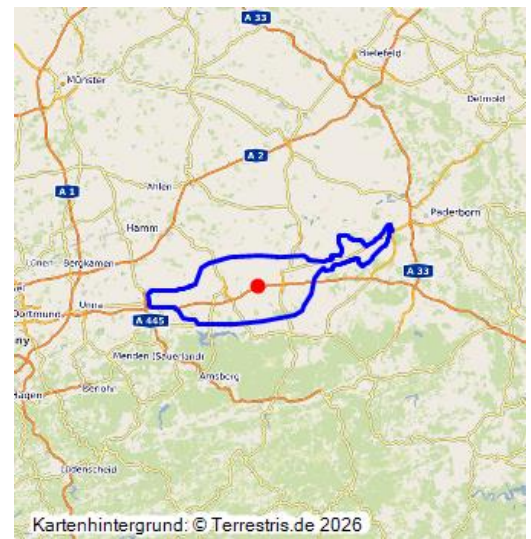 A 33
Bielefeld
Münster
Detmold
A 2
A 1
Ahlen
Paderborn
Hamm
Lünen
Bergkamen
A 33
Unna
Dortmund
A 445
Menden (Sauerland)
Arnsberg
Iserlohn
Hagen
Lüdenscheid
Kartenhintergrund: © Terrestris.de 2026